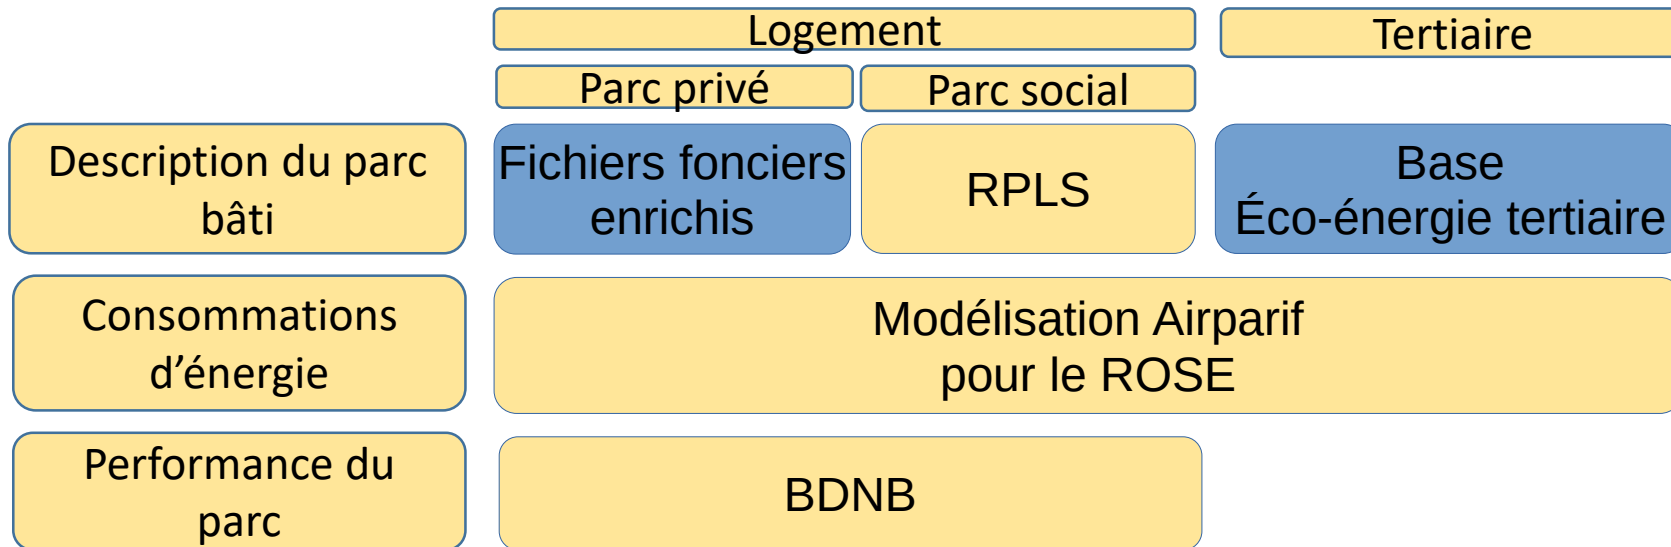 Logement
Tertiaire
Parc privé
Parc social
Description du parc
bâti
Fichiers fonciers
enrichis
RPLS
Base
Éco-énergie tertiaire
Consommations
d’énergie
Modélisation Airparif
pour le ROSE
Performance du
parc
BDNB